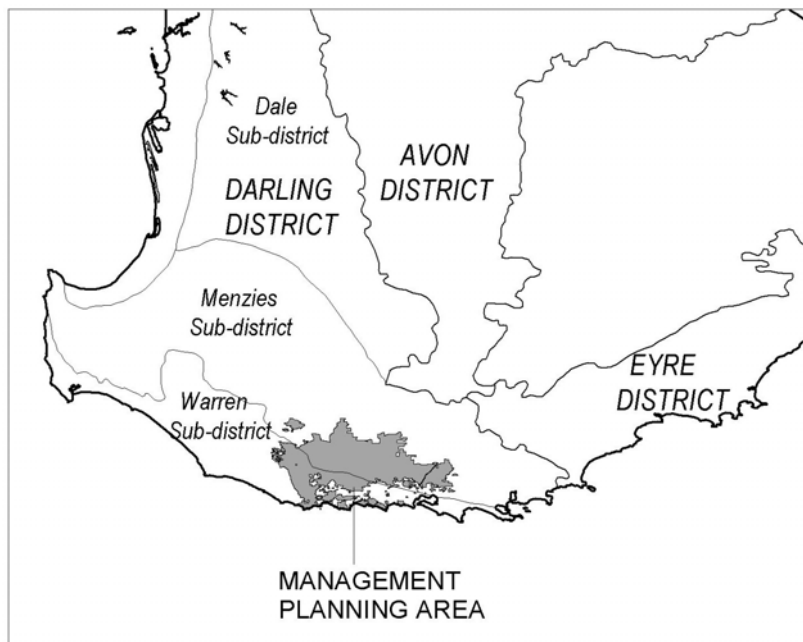 Dale
Sub-district
AVON
DISTRICT
DARLING
DISTRICT
Menzies
Sub-district
EYRE
DISTRICT
Warren
Sub-district
MANAGEMENT
PLANNING AREA